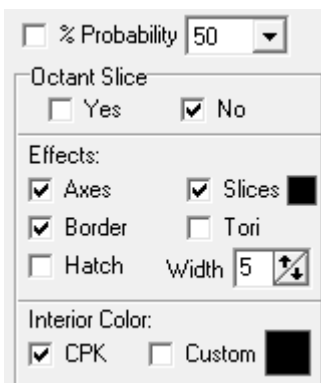 % Probability 50
Octant Slice
Yes No
Effects:
Axes Slices
Border Tori
Hatch Width 5
Interior Color:
CPK Custom